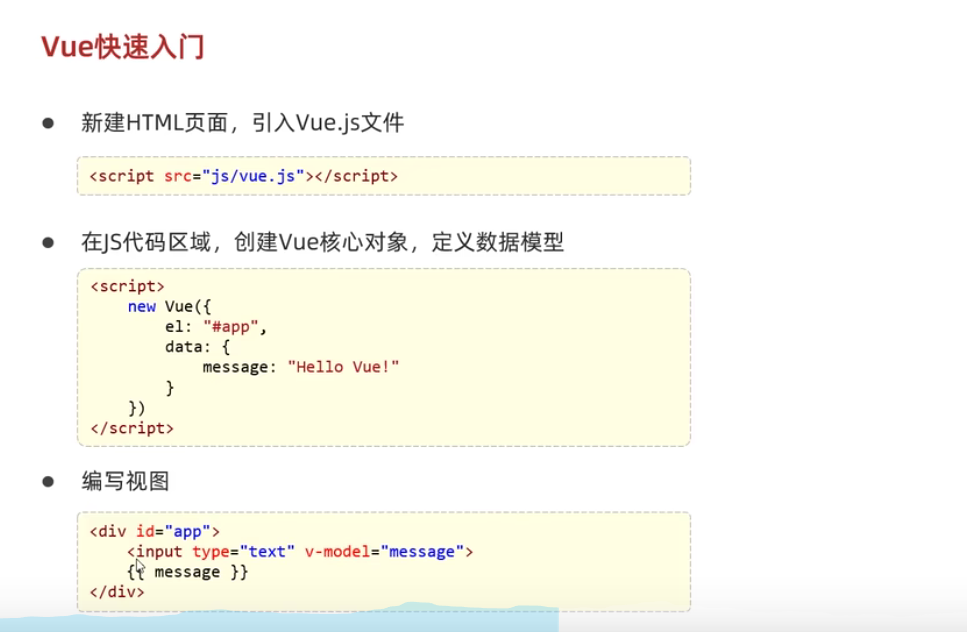 Vue快速入门
● 新建HTML页面，引入Vue.js文件
<script src="js/vue.js"></script>
● 在JS代码区域，创建Vue核心对象，定义数据模型
<script>
    new Vue({
        el: "#app",
        data: {
            message: "Hello Vue!"
        }
    })
</script>
● 编写视图
<div id="app">
    <input type="text" v-model="message">
    {{ message }}
</div>